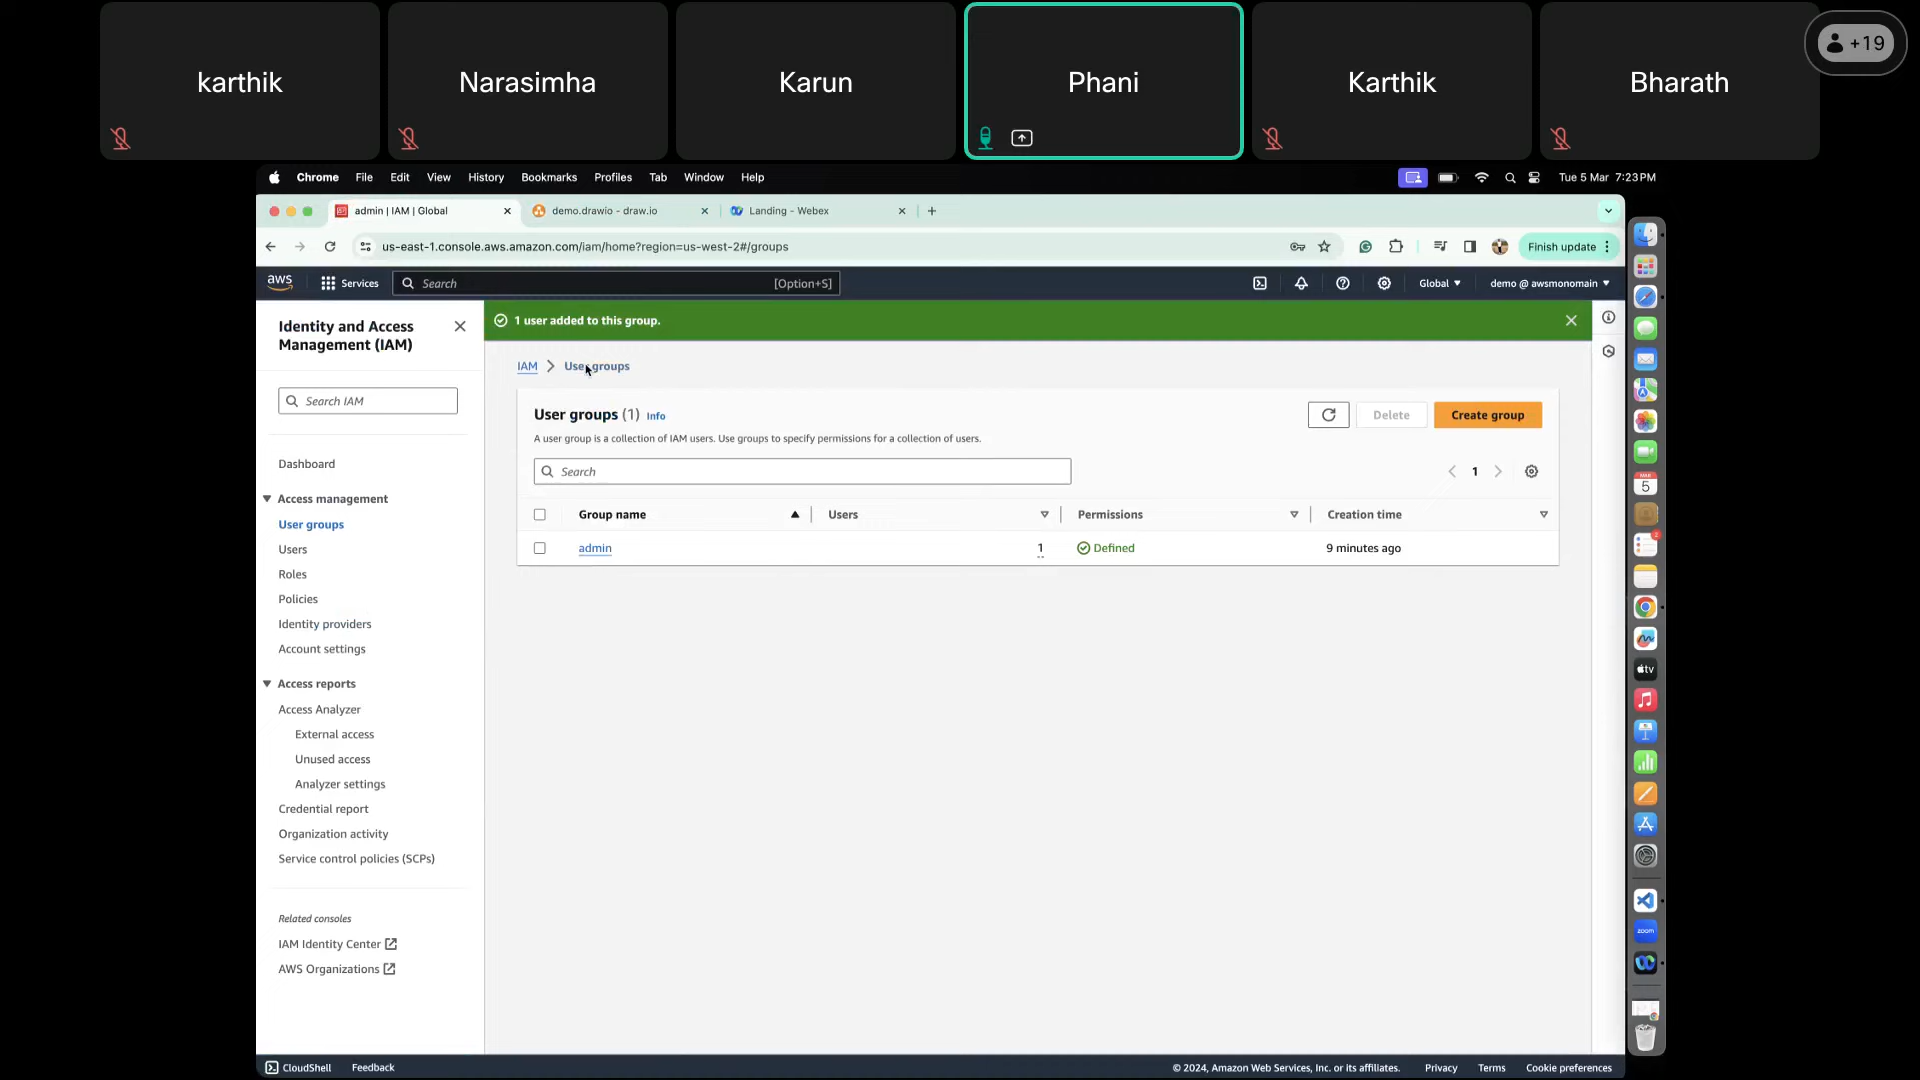 karthik
Narasimha
Karun
Phani
Karthik
Bharath
+19
Chrome File Edit View History Bookmarks Profiles Tab Window Help
Tue 5 Mar 7:23 PM
admin | IAM | Global
demo.drawio - draw.io
Landing - Webex
us-east-1.console.aws.amazon.com/iam/home?region=us-west-2#/groups
Finish update
aws
Services
Search
[Option+S]
Global
demo @ awsmonomain
Identity and Access
Management (IAM)
Search IAM
Dashboard
Access management
User groups
Users
Roles
Policies
Identity providers
Account settings
Access reports
Access Analyzer
External access
Unused access
Analyzer settings
Credential report
Organization activity
Service control policies (SCPs)
Related consoles
IAM Identity Center
AWS Organizations
1 user added to this group.
IAM > User groups
User groups (1) Info
Delete
Create group
A user group is a collection of IAM users. Use groups to specify permissions for a collection of users.
Search
1
Group name
Users
Permissions
Creation time
admin
1
Defined
9 minutes ago
MAR
5
2
tv
zoom
CloudShell
Feedback
© 2024, Amazon Web Services, Inc. or its affiliates.
Privacy
Terms
Cookie preferences